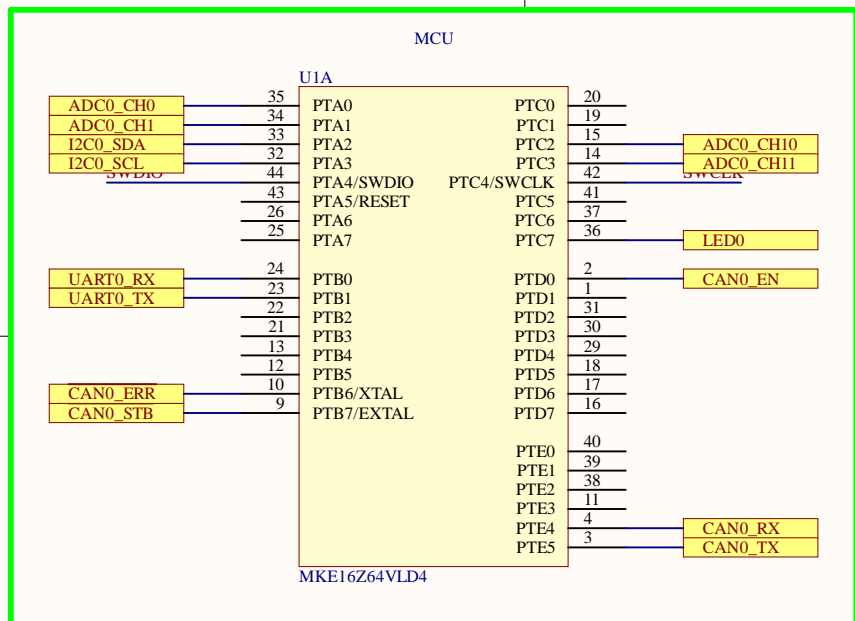 MCU
U1A
ADC0_CH0 35 PTA0 PTC0 20
ADC0_CH1 34 PTA1 PTC1 19
I2C0_SDA 33 PTA2 PTC2 15 ADC0_CH10
I2C0_SCL 32 PTA3 PTC3 14 ADC0_CH11
SWDIO 44 PTA4/SWDIO PTC4/SWCLK 42 SWCLK
43 PTA5/RESET PTC5 41
26 PTA6 PTC6 37
25 PTA7 PTC7 36 LED0
UART0_RX 24 PTB0 PTD0 2 CAN0_EN
UART0_TX 23 PTB1 PTD1 1
22 PTB2 PTD2 31
21 PTB3 PTD3 30
13 PTB4 PTD4 29
12 PTB5 PTD5 18
CAN0_ERR 10 PTB6/XTAL PTD6 17
CAN0_STB 9 PTB7/EXTAL PTD7 16
PTE0 40
PTE1 39
PTE2 38
PTE3 11
PTE4 4 CAN0_RX
PTE5 3 CAN0_TX
MKE16Z64VLD4